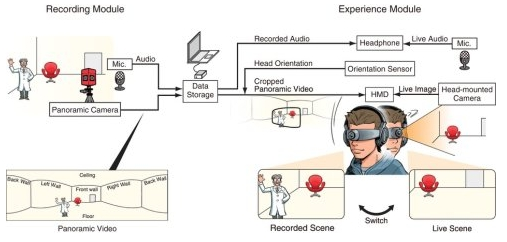 Recording Module
Experience Module
Audio
Mic.
Panoramic Camera
Data
Storage
Recorded Audio
Headphone
Live Audio
Mic.
Head Orientation
Orientation Sensor
Cropped
Panoramic Video
HMD
Live Image
Head-mounted
Camera
Ceiling
Back Wall
Left Wall
Front wall
Right Wall
Back Wall
Floor
Panoramic Video
Recorded Scene
Switch
Live Scene